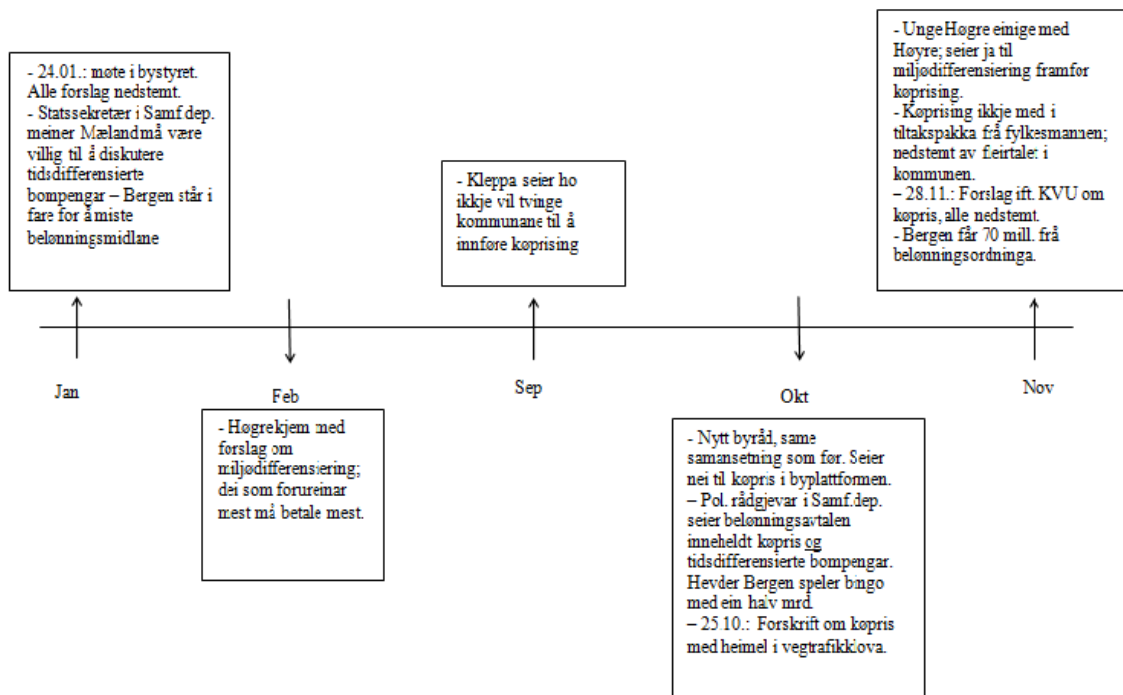 - 24.01.: møte i bystyret.
Alle forslag nedstemt.
- Statssekretær i Samf.dep.
meiner Mæland må være
villig til å diskutere
tidsdifferensierte
bompengar – Bergen står i
fare for å miste
belønningsmidlane
- Kleppa seier ho
ikkje vil tvinge
kommunane til å
innføre køprising
- Unge Høgre einige med
Høyre; seier ja til
miljødifferensiering framfør
køprising.
- Køprising ikkje med i
tiltakspakka frå fylkesmannen;
nedstemt av fleirtalet i
kommunen.
– 28.11.: Forslag ift. KVU om
køpris, alle nedstemt.
- Bergen får 70 mill. frå
belønningsordninga.
Jan
Feb
Sep
Okt
Nov
- Høgre kjem med
forslag om
miljødifferensiering;
dei som forureinar
mest må betale mest.
- Nytt byråd, same
samansetning som før. Seier
nei til køpris i byplattformen.
– Pol. rådgjevar i Samf.dep.
seier belønningsavtalen
inneheldt køpris og
tidsdifferensierte bompengar.
Hevder Bergen speler bingo
med ein halv mrd.
– 25.10.: Forskrift om køpris
med heimel i vegtrafikklova.